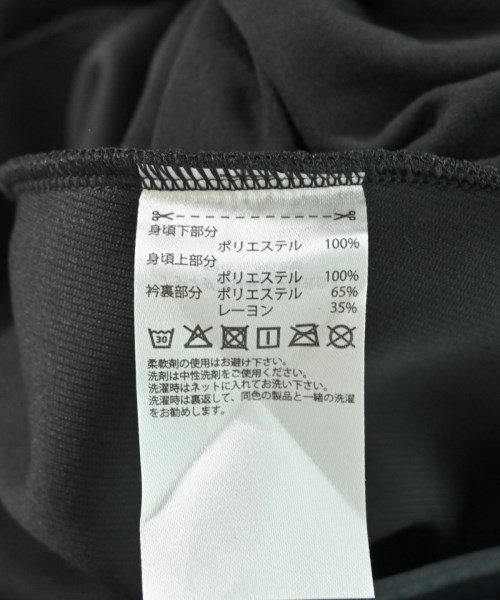 身頃下部分
ポリエステル 100%
身頃上部分
ポリエステル 100%
衿裏部分 ポリエステル 65%
レーヨン 35%
30
柔軟剤の使用はお避け下さい。
洗剤は中性洗剤をご使用ください。
洗濯時はネットに入れてお洗い下さい。
洗濯時は裏返して、同色の製品と一緒の洗濯
をお勧めします。